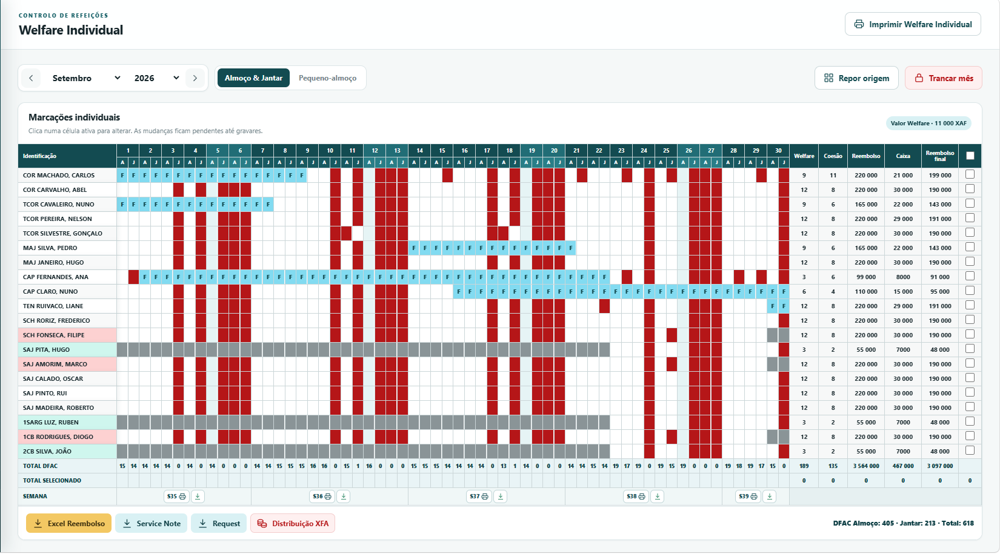 CONTROLO DE REFEIÇÕES
Welfare Individual
Imprimir Welfare Individual
Setembro 2026 Almoço & Jantar Pequeno-almoço Repor origem Trancar mês
Marcações individuais
Clica numa célula ativa para alterar. As mudanças ficam pendentes até gravares.
Valor Welfare · 11 000 XAF
Identificação 1 2 3 4 5 6 7 8 9 10 11 12 13 14 15 16 17 18 19 20 21 22 23 24 25 26 27 28 29 30 Welfare Coesão Reembolso Caixa Reembolso final
A J A J A J A J A J A J A J A J A J A J A J A J A J A J A J A J A J A J A J A J A J A J A J A J A J A J A J A J A J A J
COR MACHADO, CARLOS F F F F F F F F F F F F F F F F F 9 11 220 000 21 000 199 000
COR CARVALHO, ABEL 12 8 220 000 30 000 190 000
TCOR CAVALEIRO, NUNO F F F F F F F F F F F F F F 9 6 165 000 22 000 143 000
TCOR PEREIRA, NELSON 12 8 220 000 29 000 191 000
TCOR SILVESTRE, GONÇALO 12 8 220 000 30 000 190 000
MAJ SILVA, PEDRO F F F F F F F F F F F F F F F 9 6 165 000 22 000 143 000
MAJ JANEIRO, HUGO 12 8 220 000 30 000 190 000
CAP FERNANDES, ANA F F F F F F F F F F F F F F F F F F F F F F F F F F F F F F F F F F F F F F F F F F 3 6 99 000 8000 91 000
CAP CLARO, NUNO F F F F F F F F F F F F F F F F F F F F F F F F F F F F F F 6 4 110 000 15 000 95 000
TEN RUIVACO, LIANE F F 12 8 220 000 29 000 191 000
SCH RORIZ, FREDERICO 12 8 220 000 30 000 190 000
SCH FONSECA, FILIPE 12 8 220 000 30 000 190 000
SAJ PITA, HUGO 3 2 55 000 7000 48 000
SAJ AMORIM, MARCO 12 8 220 000 30 000 190 000
SAJ CALADO, OSCAR 12 8 220 000 30 000 190 000
SAJ PINTO, RUI 12 8 220 000 30 000 190 000
SAJ MADEIRA, ROBERTO 12 8 220 000 30 000 190 000
1SARG LUZ, RUBEN 3 2 55 000 7000 48 000
1CB RODRIGUES, DIOGO 12 8 220 000 30 000 190 000
2CB SILVA, JOÃO 3 2 55 000 7000 48 000
TOTAL DFAC 15 14 14 14 14 0 14 0 14 0 0 0 14 14 15 15 15 16 16 0 15 1 16 0 0 0 15 15 15 14 14 14 14 0 13 1 14 0 0 0 14 14 15 14 19 17 19 0 19 15 19 0 0 0 19 18 19 17 15 0 189 135 3 564 000 467 000 3 097 000
TOTAL SELECIONADO 0 0 0 0 0 0
SEMANA S35 S36 S37 S38 S39
Excel Reembolso Service Note Request Distribuição XFA DFAC Almoço: 405 · Jantar: 213 · Total: 618